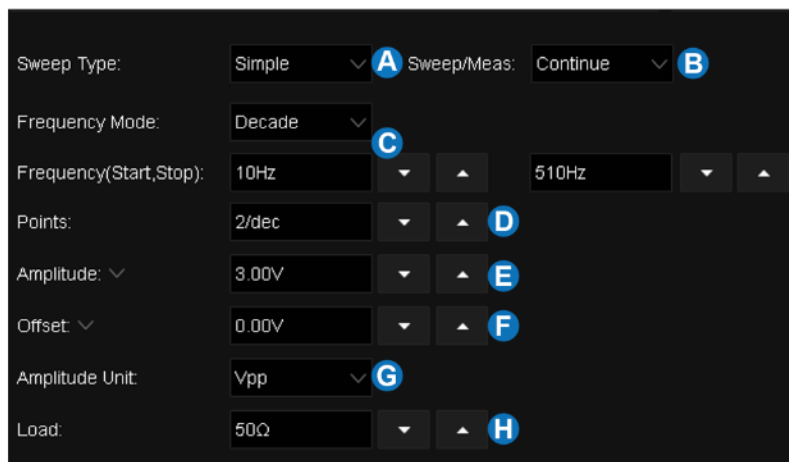 Sweep Type: Simple A Sweep/Meas: Continue B
Frequency Mode: Decade
C
Frequency(Start,Stop): 10Hz 510Hz
Points: 2/dec D
Amplitude: 3.00V E
Offset: 0.00V F
Amplitude Unit: Vpp G
Load: 50Ω H